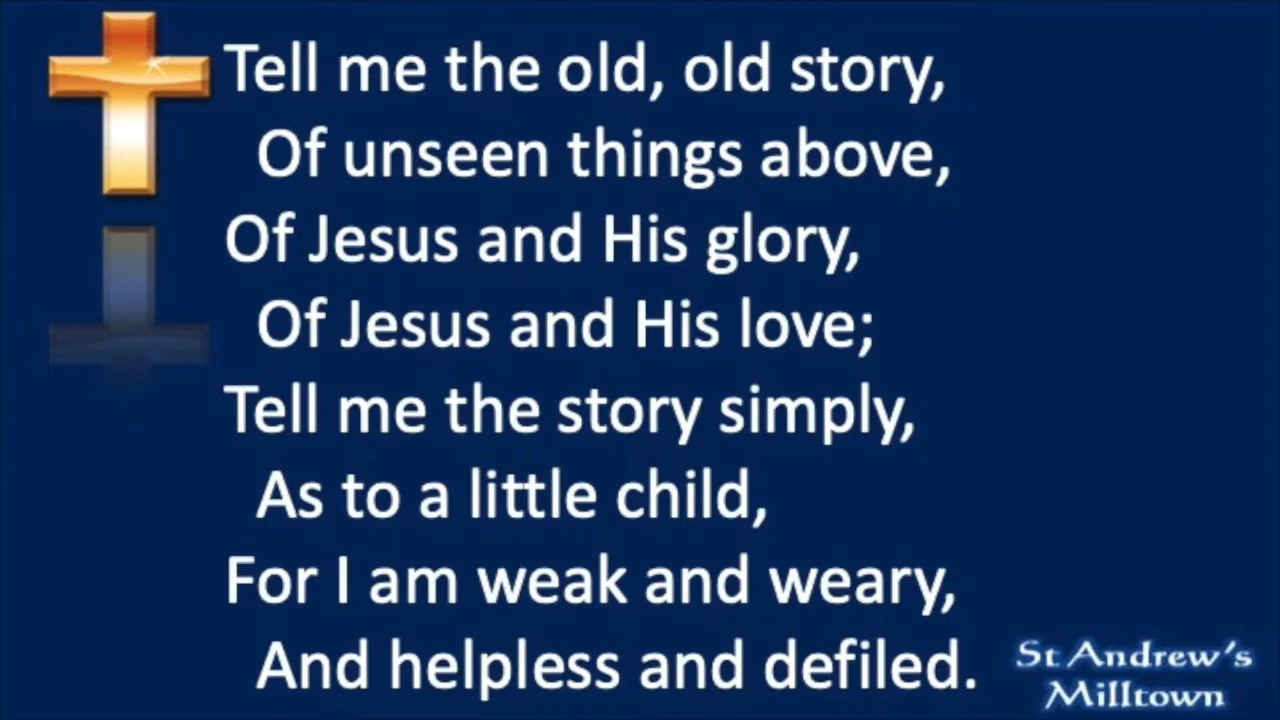 Tell me the old, old story,
Of unseen things above,
Of Jesus and His glory,
Of Jesus and His love;
Tell me the story simply,
As to a little child,
For I am weak and weary,
And helpless and defiled.
St Andrew's
Milltown